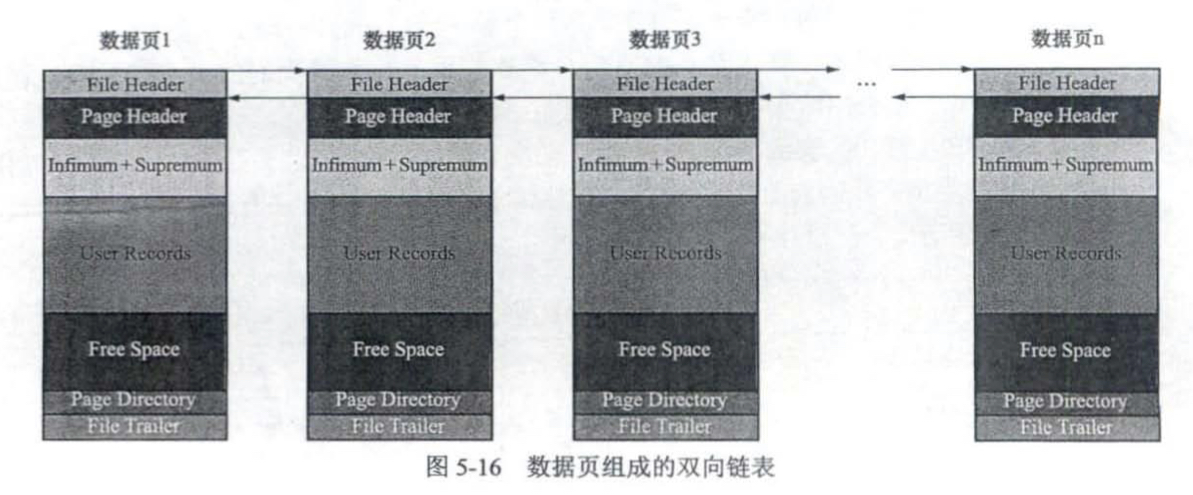 数据页1 数据页2 数据页3 数据页n
File Header File Header File Header ... File Header
Page Header Page Header Page Header Page Header
Infimum+Supremum Infimum+Supremum Infimum+Supremum Infimum+Supremum
User Records User Records User Records User Records
Free Space Free Space Free Space Free Space
Page Directory Page Directory Page Directory Page Directory
File Trailer File Trailer File Trailer File Trailer
图 5-16 数据页组成的双向链表